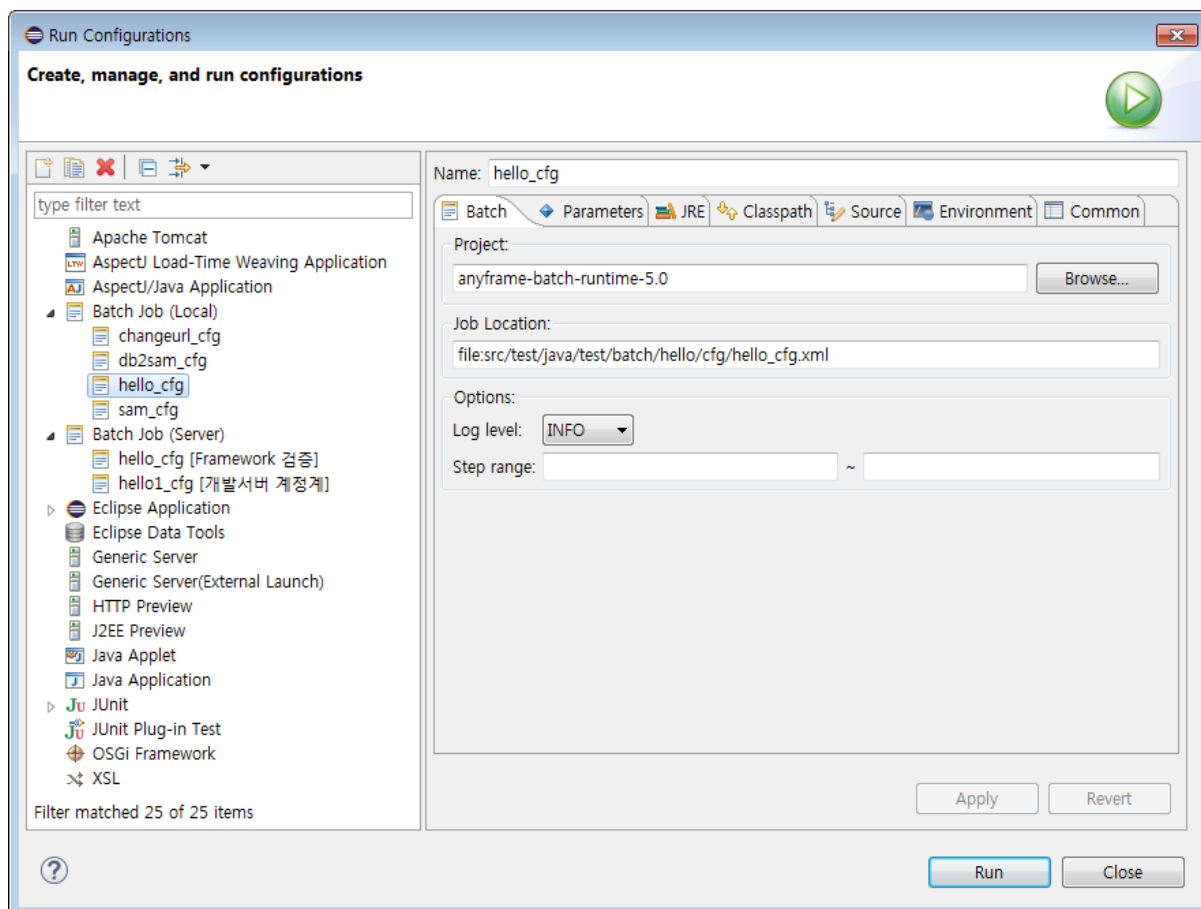 Run Configurations
Create, manage, and run configurations
type filter text
Apache Tomcat
AspectJ Load-Time Weaving Application
AspectJ/Java Application
Batch Job (Local)
changeurl_cfg
db2sam_cfg
hello_cfg
sam_cfg
Batch Job (Server)
hello_cfg [Framework 검증]
hello1_cfg [개발서버 계정계]
Eclipse Application
Eclipse Data Tools
Generic Server
Generic Server(External Launch)
HTTP Preview
J2EE Preview
Java Applet
Java Application
JUnit
JUnit Plug-in Test
OSGi Framework
XSL
Filter matched 25 of 25 items
Name: hello_cfg
Batch Parameters JRE Classpath Source Environment Common
Project:
anyframe-batch-runtime-5.0 Browse...
Job Location:
file:src/test/java/test/batch/hello/cfg/hello_cfg.xml
Options:
Log level: INFO
Step range: ~
Apply Revert
Run Close